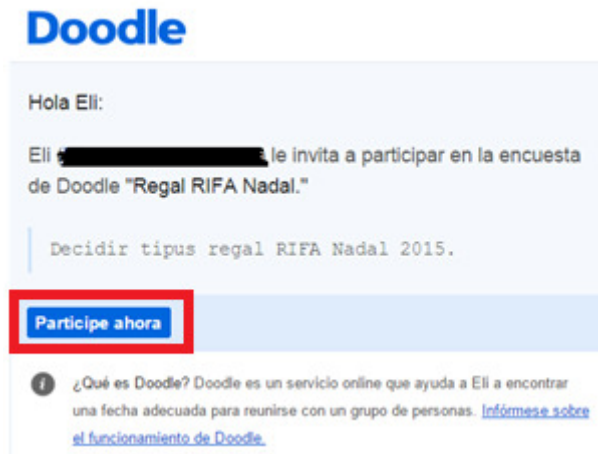 Doodle
Hola Eli:
Eli le invita a participar en la encuesta
de Doodle "Regal RIFA Nadal."
Decidir tipus regal RIFA Nadal 2015.
Participe ahora
¿Qué es Doodle? Doodle es un servicio online que ayuda a Eli a encontrar
una fecha adecuada para reunirse con un grupo de personas. Infórmese sobre
el funcionamiento de Doodle.